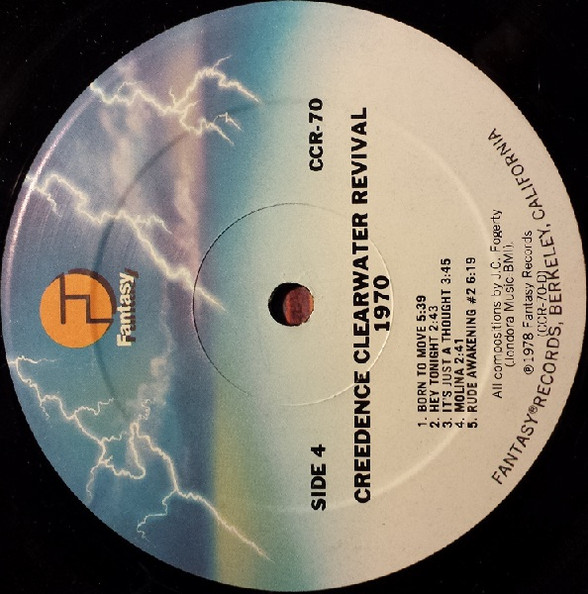 Fantasy
SIDE 4
CCR-70
CREEDENCE CLEARWATER REVIVAL
1970
1. BORN TO MOVE 5:39
2. HEY TONIGHT 2:43
3. IT'S JUST A THOUGHT 3:45
4. MOLINA 2:41
5. RUDE AWAKENING #2 6:19
All compositions by J.C. Fogerty
(Jondora Music BMI).
℗1978 Fantasy Records
(CCR-70-D)
FANTASY® RECORDS, BERKELEY, CALIFORNIA